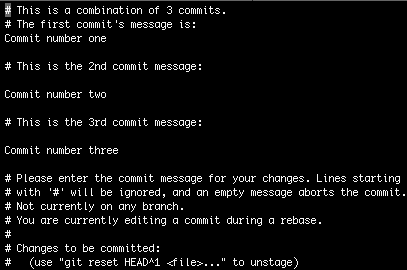 # This is a combination of 3 commits.
# The first commit's message is:
Commit number one
# This is the 2nd commit message:
Commit number two
# This is the 3rd commit message:
Commit number three
# Please enter the commit message for your changes. Lines starting
# with '#' will be ignored, and an empty message aborts the commit.
# Not currently on any branch.
# You are currently editing a commit during a rebase.
#
# Changes to be committed:
#   (use "git reset HEAD^1 <file>..." to unstage)